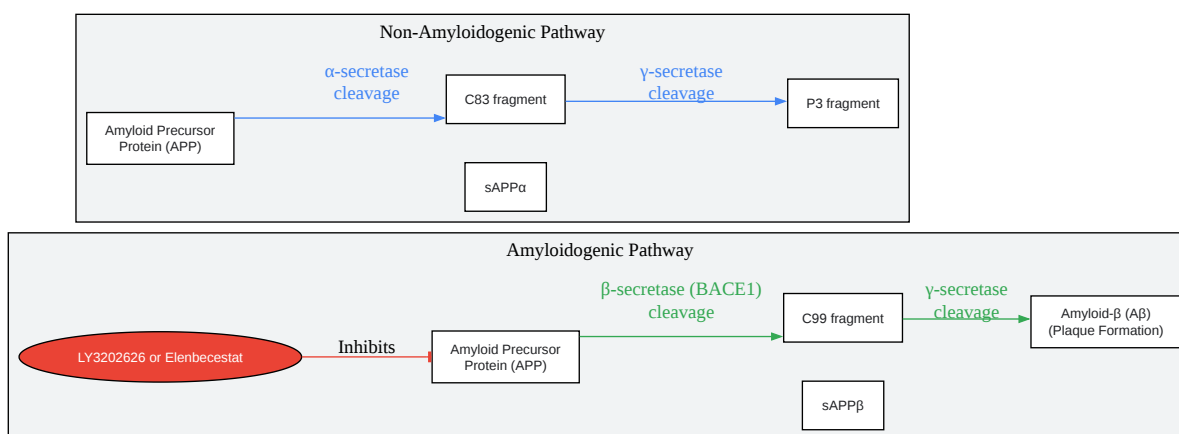 Non-Amyloidogenic Pathway
α-secretase
cleavage
γ-secretase
cleavage
C83 fragment
P3 fragment
Amyloid Precursor
Protein (APP)
sAPPα
Amyloidogenic Pathway
β-secretase (BACE1)
cleavage
γ-secretase
cleavage
C99 fragment
Amyloid-β (Aβ)
(Plaque Formation)
LY3202626 or Elenbecestat
Inhibits
Amyloid Precursor
Protein (APP)
sAPPβ